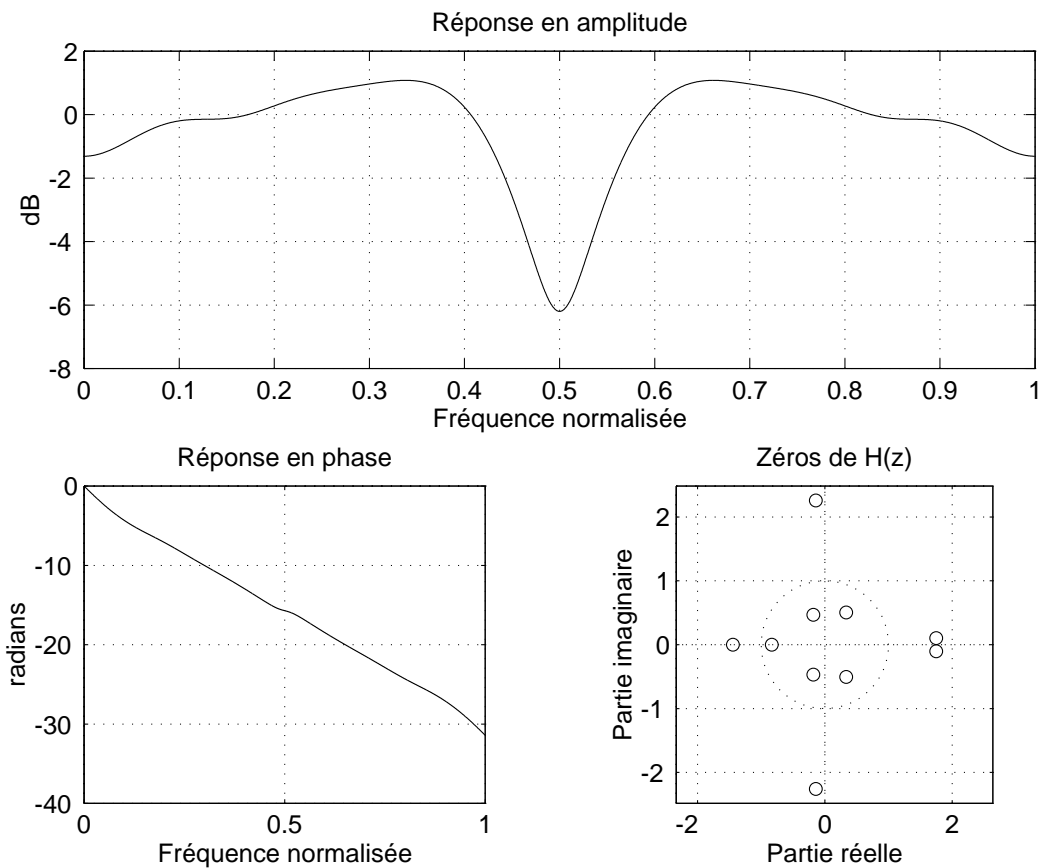 Réponse en amplitude
2
0
-2
-4
-6
-8
dB
0 0.1 0.2 0.3 0.4 0.5 0.6 0.7 0.8 0.9 1
Fréquence normalisée
Réponse en phase
0
-10
-20
-30
-40
radians
0 0.5 1
Fréquence normalisée
Zéros de H(z)
2
1
0
-1
-2
Partie imaginaire
-2 0 2
Partie réelle